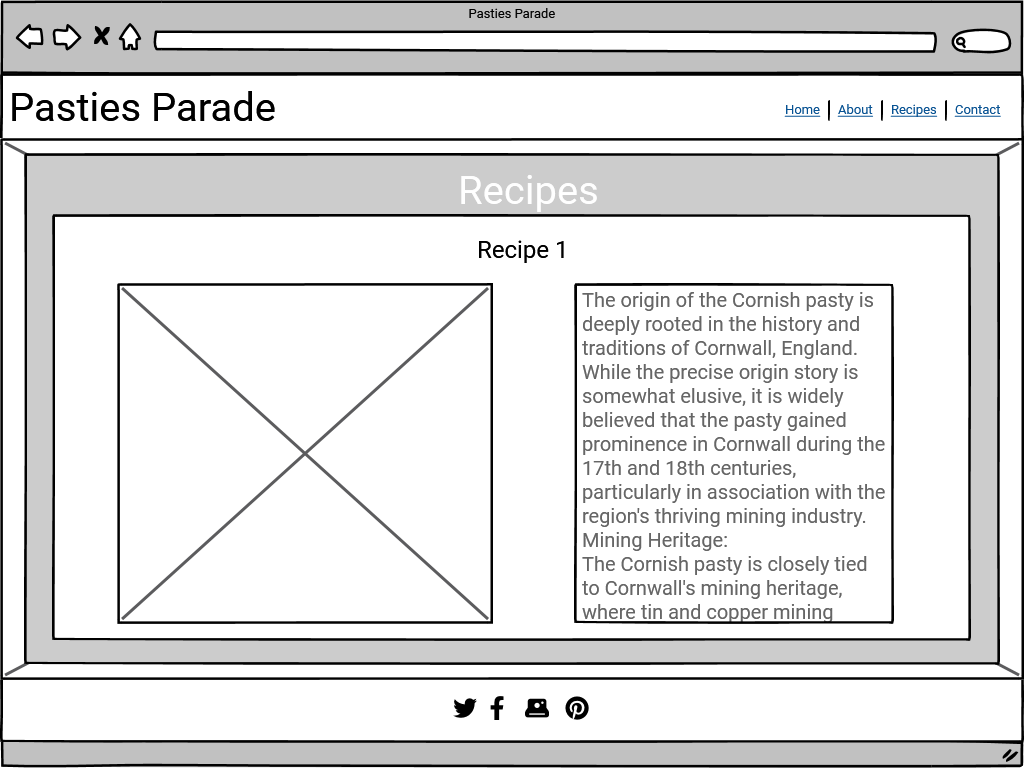 Pasties Parade
Pasties Parade
Home
About
Recipes
Contact
Recipes
Recipe 1
The origin of the Cornish pasty is
deeply rooted in the history and
traditions of Cornwall, England.
While the precise origin story is
somewhat elusive, it is widely
believed that the pasty gained
prominence in Cornwall during the
17th and 18th centuries,
particularly in association with the
region's thriving mining industry.
Mining Heritage:
The Cornish pasty is closely tied
to Cornwall's mining heritage,
where tin and copper mining